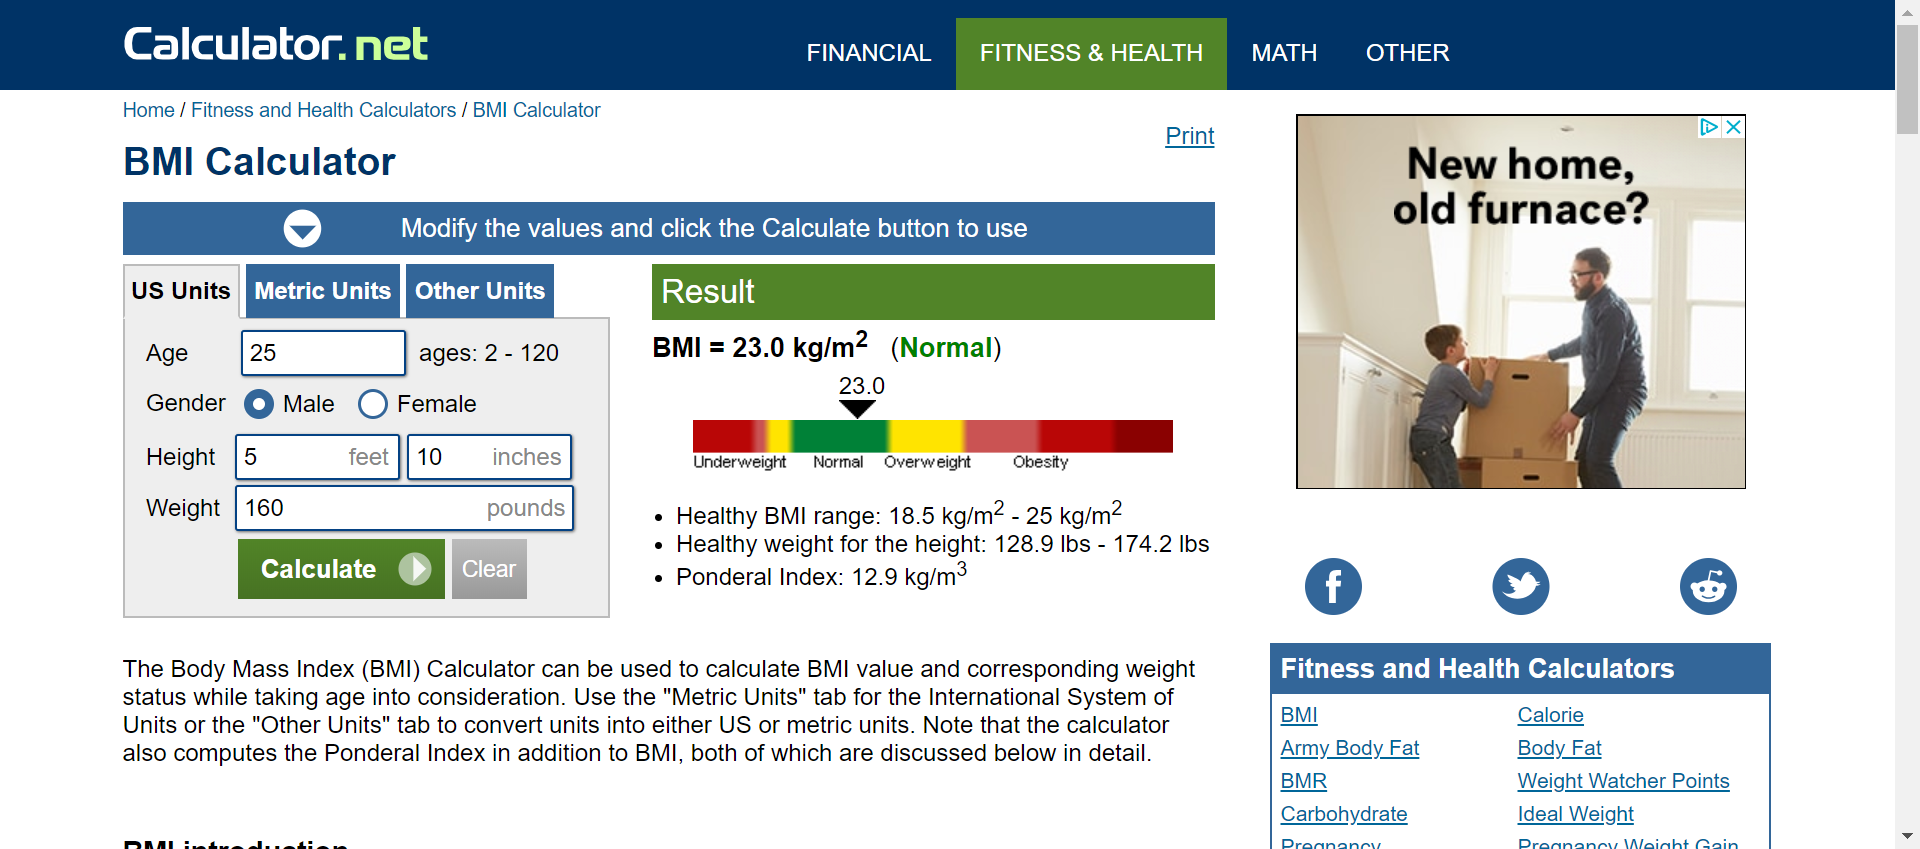 Calculator.net
FINANCIAL
FITNESS & HEALTH
MATH
OTHER
Home / Fitness and Health Calculators / BMI Calculator
Print
BMI Calculator
Modify the values and click the Calculate button to use
US Units
Metric Units
Other Units
Age
25
ages: 2 - 120
Gender
Male
Female
Height
5 feet
10 inches
Weight
160 pounds
Calculate
Clear
Result
BMI = 23.0 kg/m² (Normal)
23.0
Underweight
Normal
Overweight
Obesity
• Healthy BMI range: 18.5 kg/m² - 25 kg/m²
• Healthy weight for the height: 128.9 lbs - 174.2 lbs
• Ponderal Index: 12.9 kg/m³
The Body Mass Index (BMI) Calculator can be used to calculate BMI value and corresponding weight
status while taking age into consideration. Use the "Metric Units" tab for the International System of
Units or the "Other Units" tab to convert units into either US or metric units. Note that the calculator
also computes the Ponderal Index in addition to BMI, both of which are discussed below in detail.
BMI introduction
New home,
old furnace?
Fitness and Health Calculators
BMI
Calorie
Army Body Fat
Body Fat
BMR
Weight Watcher Points
Carbohydrate
Ideal Weight
Pregnancy
Pregnancy Weight Gain